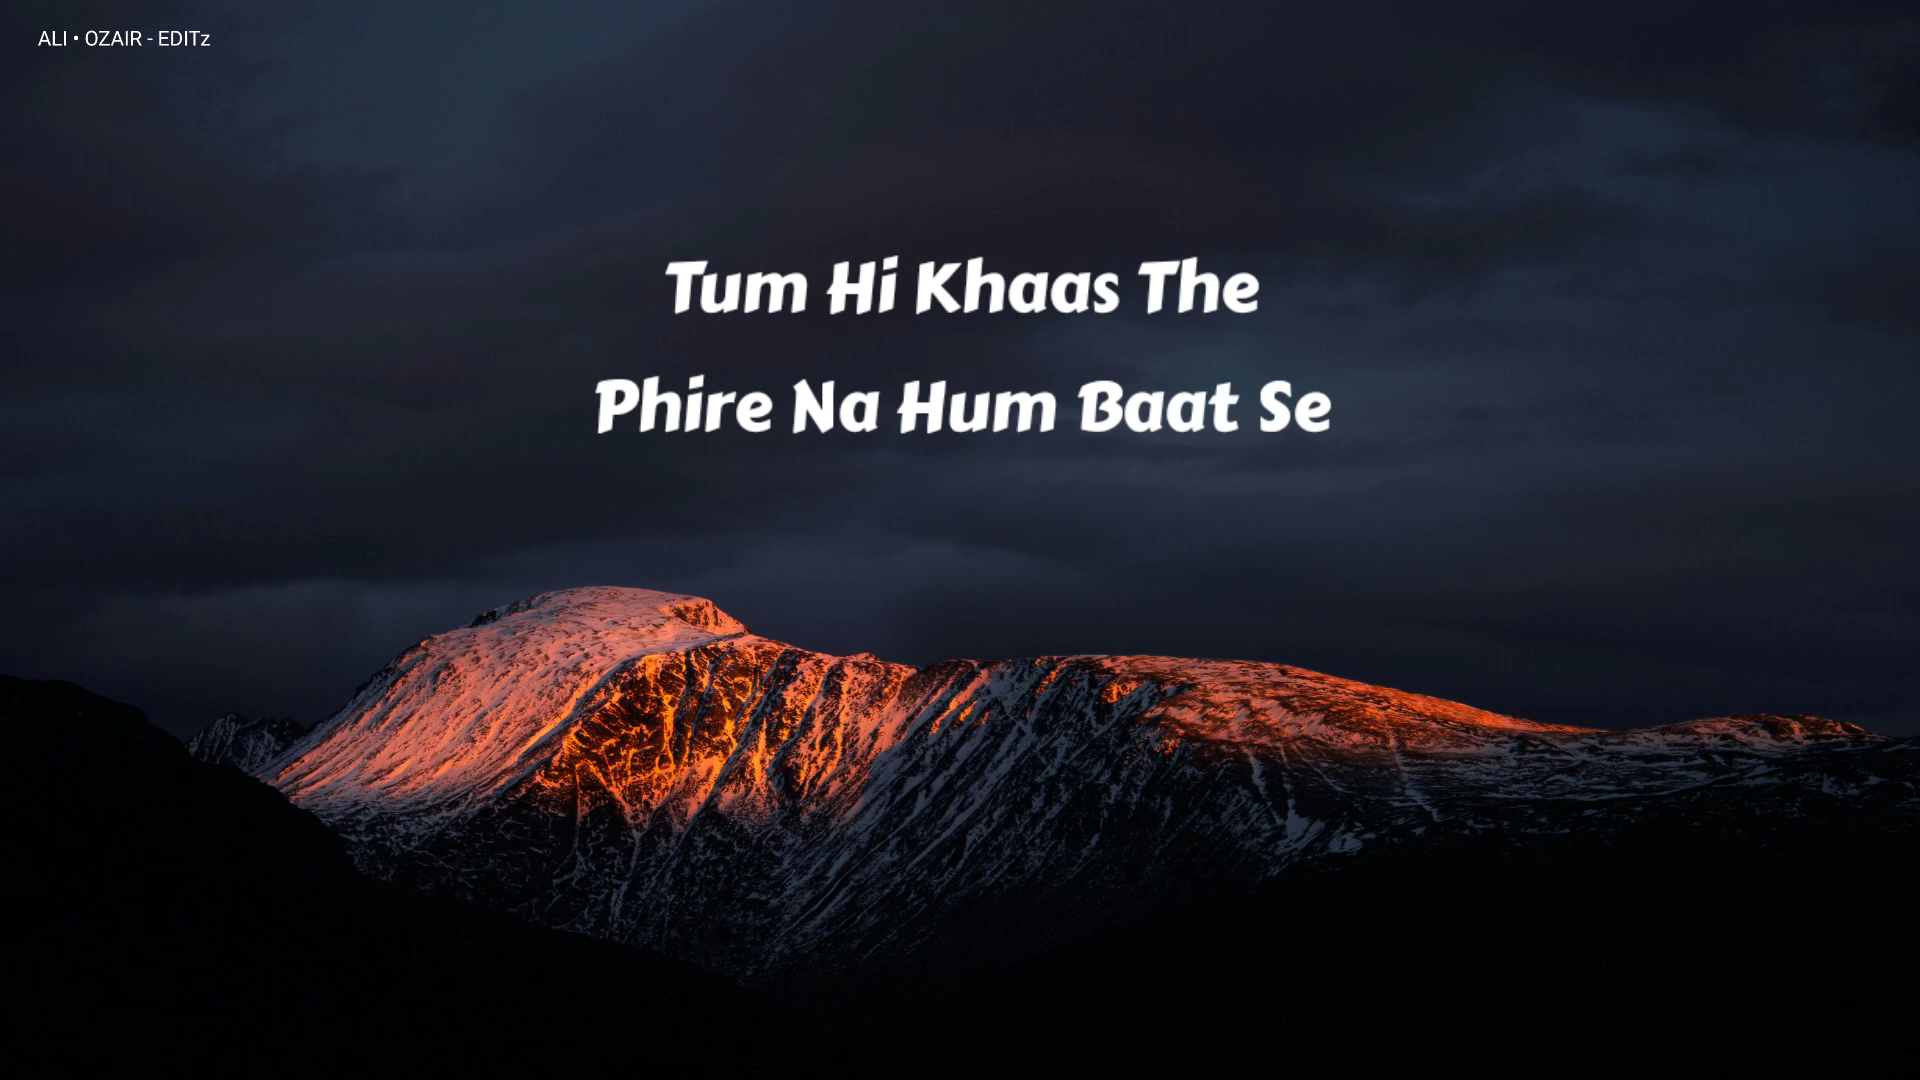 ALI • OZAIR - EDITz
Tum Hi Khaas The
Phire Na Hum Baat Se